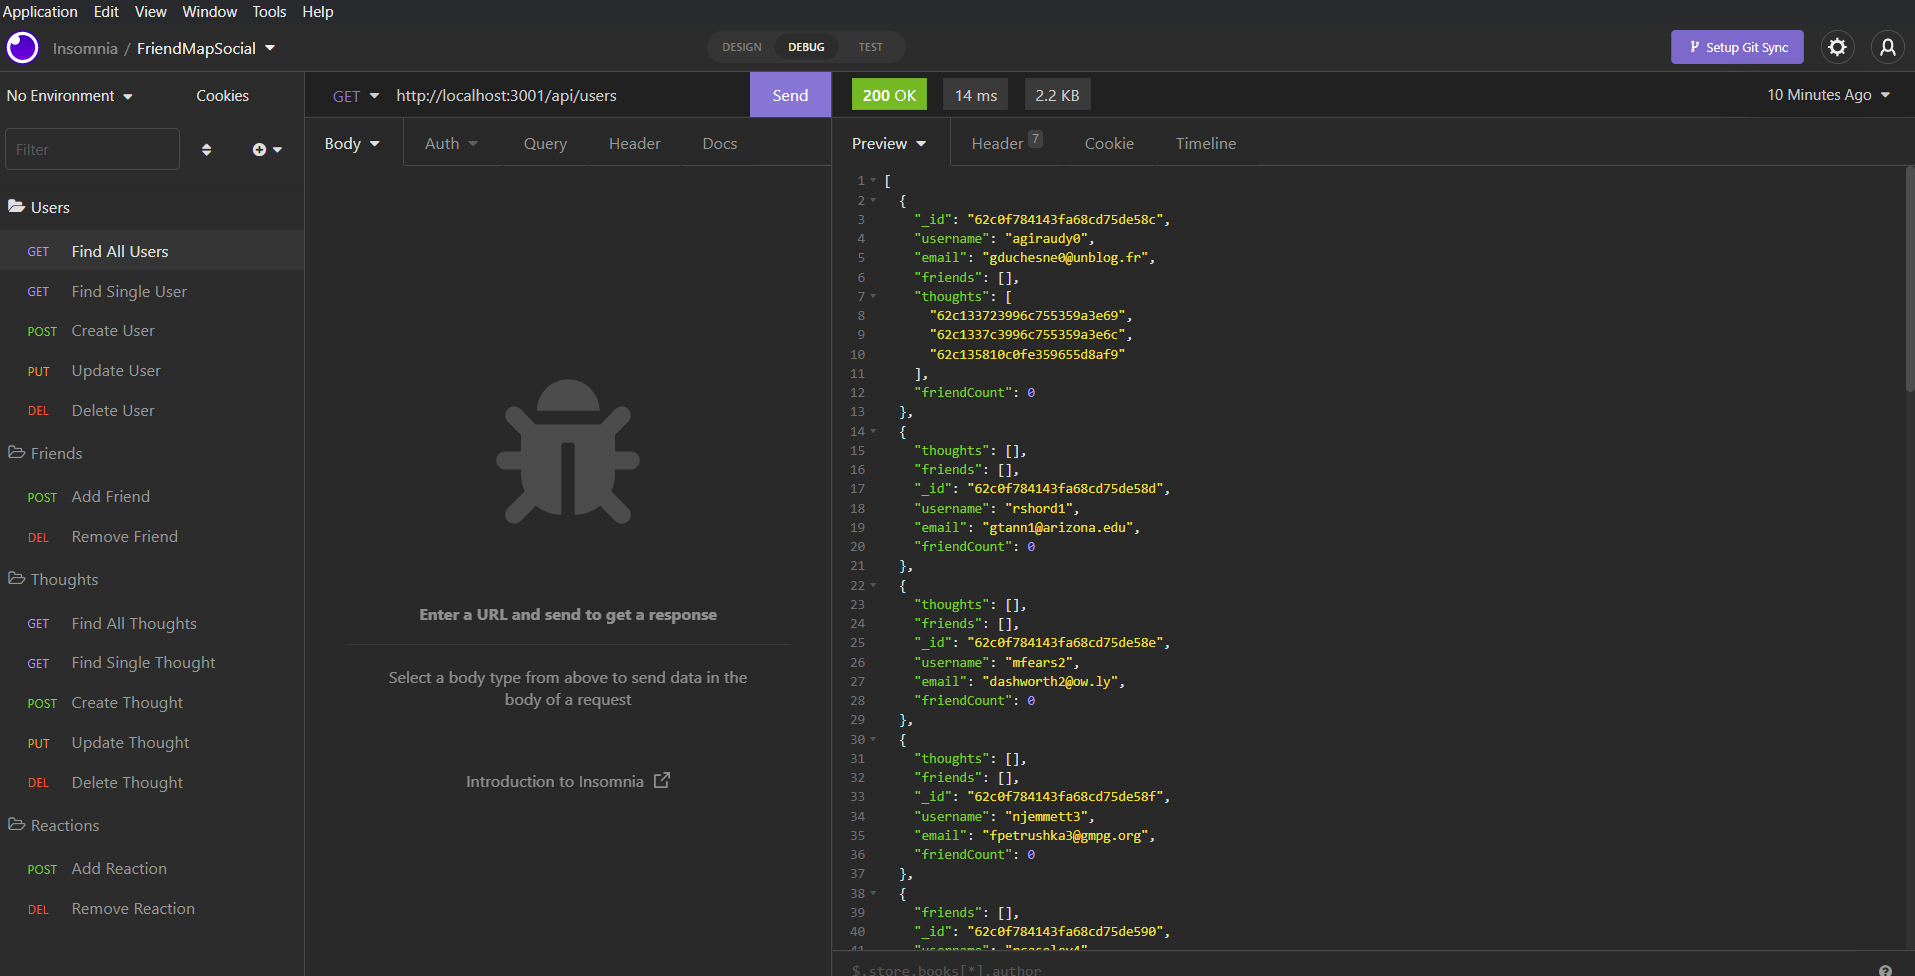 Application Edit View Window Tools Help
Insomnia / FriendMapSocial
DESIGN DEBUG TEST
Setup Git Sync
No Environment Cookies
Filter
Users
GET Find All Users
GET Find Single User
POST Create User
PUT Update User
DEL Delete User
Friends
POST Add Friend
DEL Remove Friend
Thoughts
GET Find All Thoughts
GET Find Single Thought
POST Create Thought
PUT Update Thought
DEL Delete Thought
Reactions
POST Add Reaction
DEL Remove Reaction
GET http://localhost:3001/api/users Send
Body Auth Query Header Docs
Enter a URL and send to get a response
Select a body type from above to send data in the
body of a request
Introduction to Insomnia
200 OK 14 ms 2.2 KB 10 Minutes Ago
Preview Header 7 Cookie Timeline
1 [
2 {
3 "_id": "62c0f784143fa68cd75de58c",
4 "username": "agiraudy0",
5 "email": "gduchesne0@unblog.fr",
6 "friends": [],
7 "thoughts": [
8 "62c133723996c755359a3e69",
9 "62c1337c3996c755359a3e6c",
10 "62c135810c0fe359655d8af9"
11 ],
12 "friendCount": 0
13 },
14 {
15 "thoughts": [],
16 "friends": [],
17 "_id": "62c0f784143fa68cd75de58d",
18 "username": "rshord1",
19 "email": "gtann1@arizona.edu",
20 "friendCount": 0
21 },
22 {
23 "thoughts": [],
24 "friends": [],
25 "_id": "62c0f784143fa68cd75de58e",
26 "username": "mfears2",
27 "email": "dashworth2@ow.ly",
28 "friendCount": 0
29 },
30 {
31 "thoughts": [],
32 "friends": [],
33 "_id": "62c0f784143fa68cd75de58f",
34 "username": "njemmett3",
35 "email": "fpetrushka3@gmpg.org",
36 "friendCount": 0
37 },
38 {
39 "friends": [],
40 "_id": "62c0f784143fa68cd75de590",
41 "username":
$.store.books[*].author